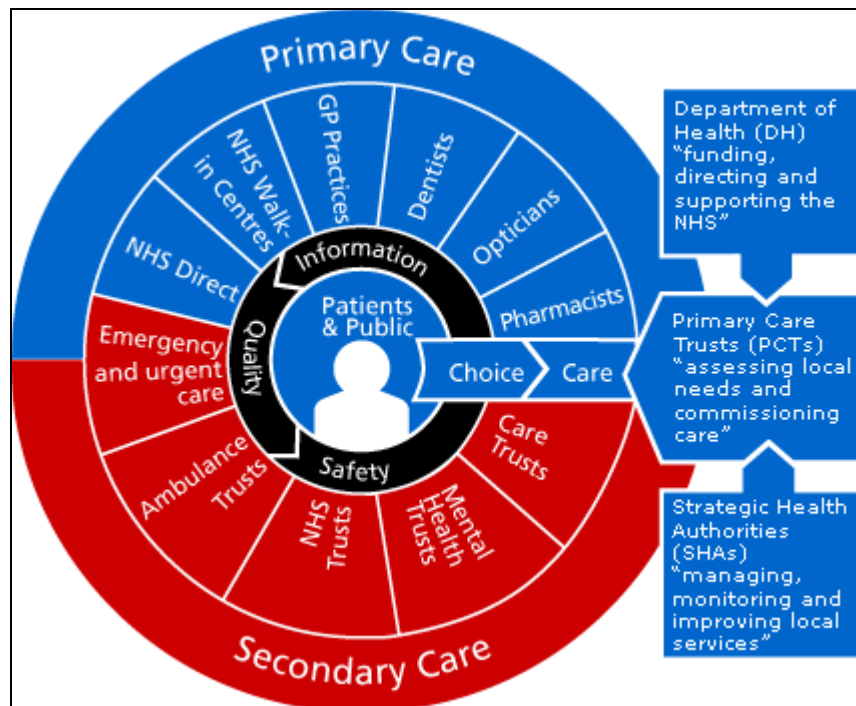 Primary Care
NHS Direct
NHS Walk-
in Centres
GP Practices
Dentists
Opticians
Pharmacists
Information
Quality
Safety
Patients
& Public
Choice
Care
Emergency
and urgent
care
Ambulance
Trusts
NHS
Trusts
Mental
Health
Trusts
Care
Trusts
Secondary Care
Department of
Health (DH)
“funding,
directing and
supporting the
NHS”
Primary Care
Trusts (PCTs)
“assessing local
needs and
commissioning
care”
Strategic Health
Authorities
(SHAs)
“managing,
monitoring and
improving local
services”